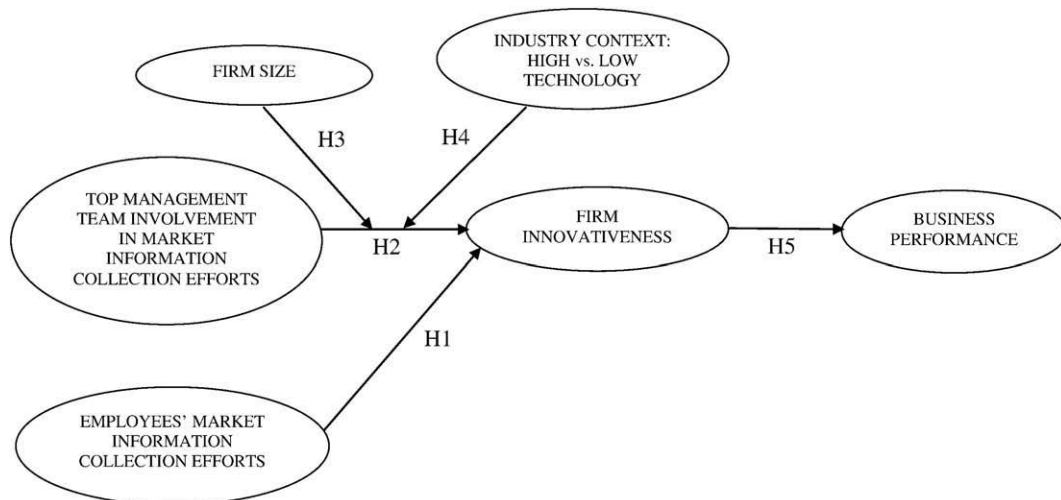 INDUSTRY CONTEXT:
HIGH vs. LOW
TECHNOLOGY
FIRM SIZE
H3
H4
TOP MANAGEMENT
TEAM INVOLVEMENT
IN MARKET
INFORMATION
COLLECTION EFFORTS
H2
FIRM
INNOVATIVENESS
H5
BUSINESS
PERFORMANCE
H1
EMPLOYEES’ MARKET
INFORMATION
COLLECTION EFFORTS